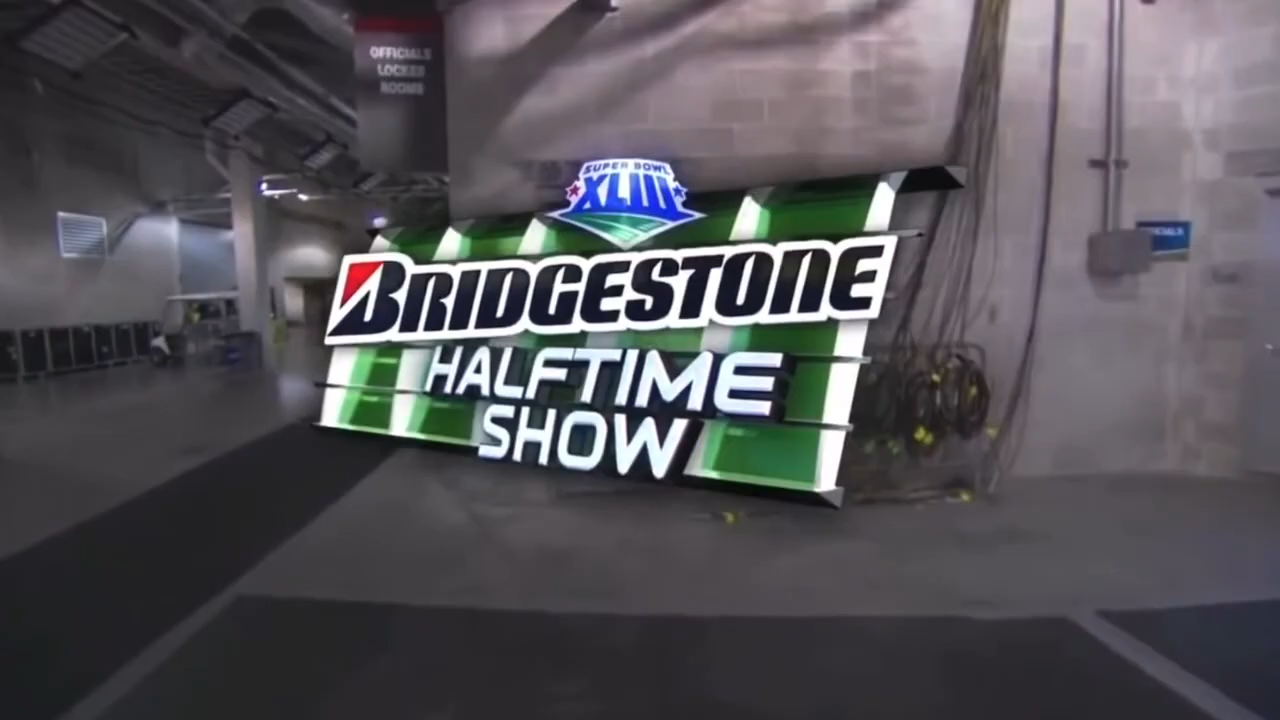 OFFICIALS
LOCKER
ROOMS
SUPER BOWL
XLIII
BRIDGESTONE
HALFTIME
SHOW